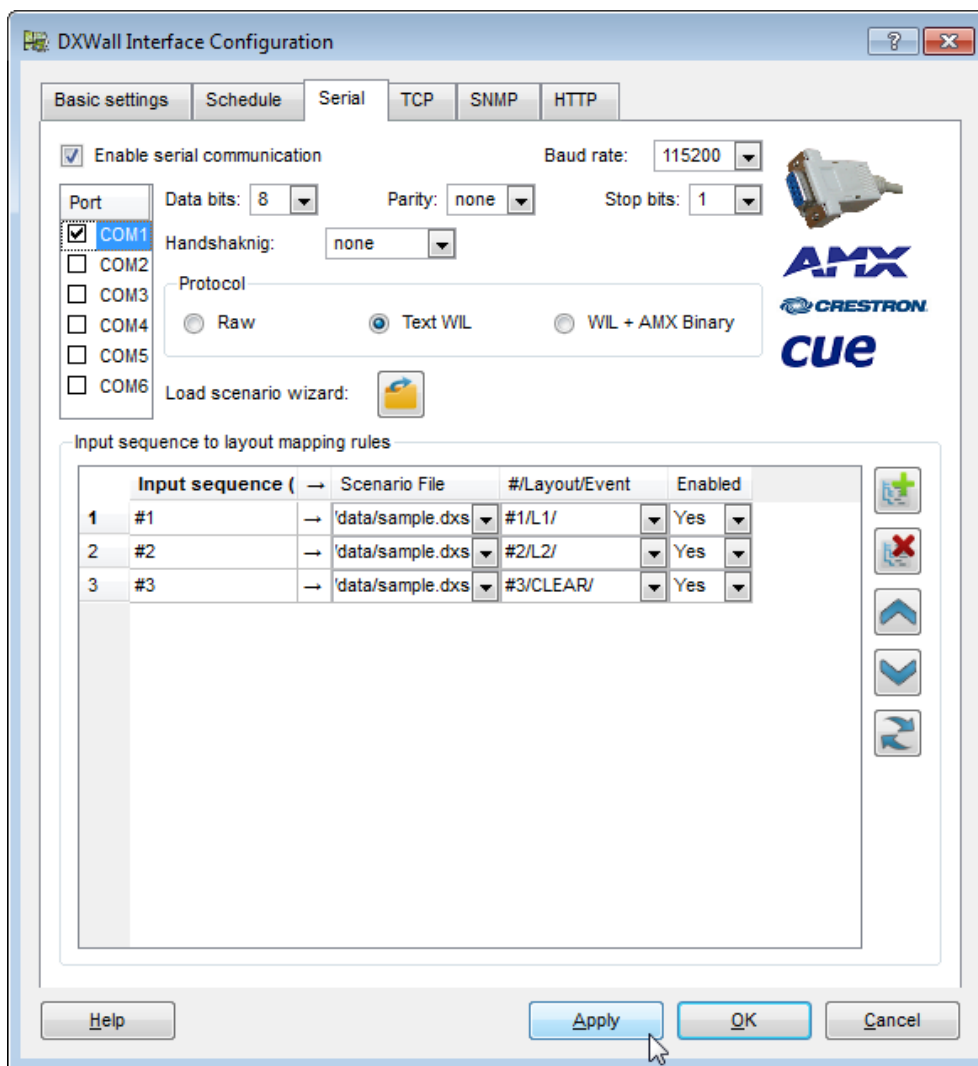 DXWall Interface Configuration
Basic settings Schedule Serial TCP SNMP HTTP
Enable serial communication Baud rate: 115200
Port Data bits: 8 Parity: none Stop bits: 1
COM1 Handshaknig: none
COM2
COM3 Protocol
COM4 Raw Text WIL WIL + AMX Binary
COM5
COM6 Load scenario wizard:
AMX
CRESTRON
cue
Input sequence to layout mapping rules
Input sequence ( → Scenario File #/Layout/Event Enabled
1 #1 → 'data/sample.dxs #1/L1/ Yes
2 #2 → 'data/sample.dxs #2/L2/ Yes
3 #3 → 'data/sample.dxs #3/CLEAR/ Yes
Help Apply OK Cancel